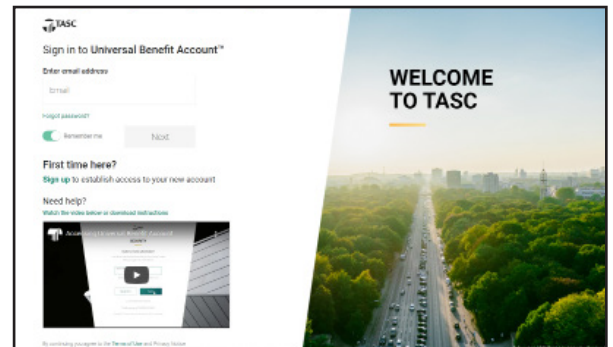 TASC
Sign in to Universal Benefit Account™
Enter email address
Email
Forgot password?
Remember me
Next
First time here?
Sign up to establish access to your new account
Need help?
Watch the video below or download instructions
Accessing Universal Benefit Account
By continuing you agree to the Terms of Use and Privacy Notice
WELCOME
TO TASC